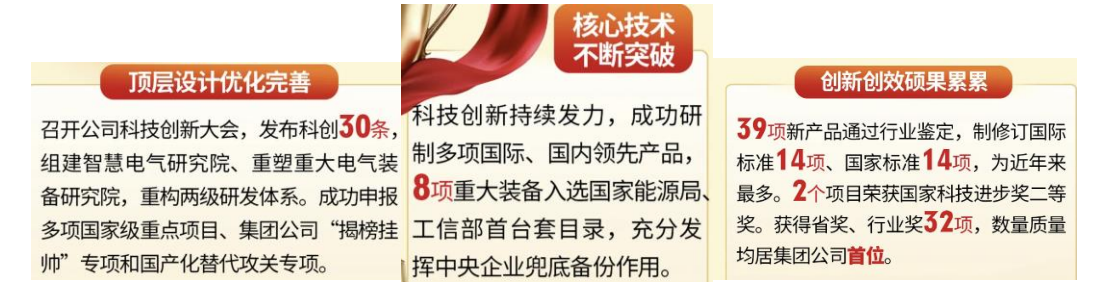 顶层设计优化完善
召开公司科技创新大会，发布科创30条，
组建智慧电气研究院、重塑重大电气装
备研究院，重构两级研发体系。成功申报
多项国家级重点项目、集团公司“揭榜挂
帅”专项和国产化替代攻关专项。
核心技术
不断突破
科技创新持续发力，成功研
制多项国际、国内领先产品，
8项重大装备入选国家能源局、
工信部首台套目录，充分发
挥中央企业兜底备份作用。
创新创效硕果累累
39项新产品通过行业鉴定，制修订国际
标准14项、国家标准14项，为近年来
最多。2个项目荣获国家科技进步奖二等
奖。获得省奖、行业奖32项，数量质量
均居集团公司首位。